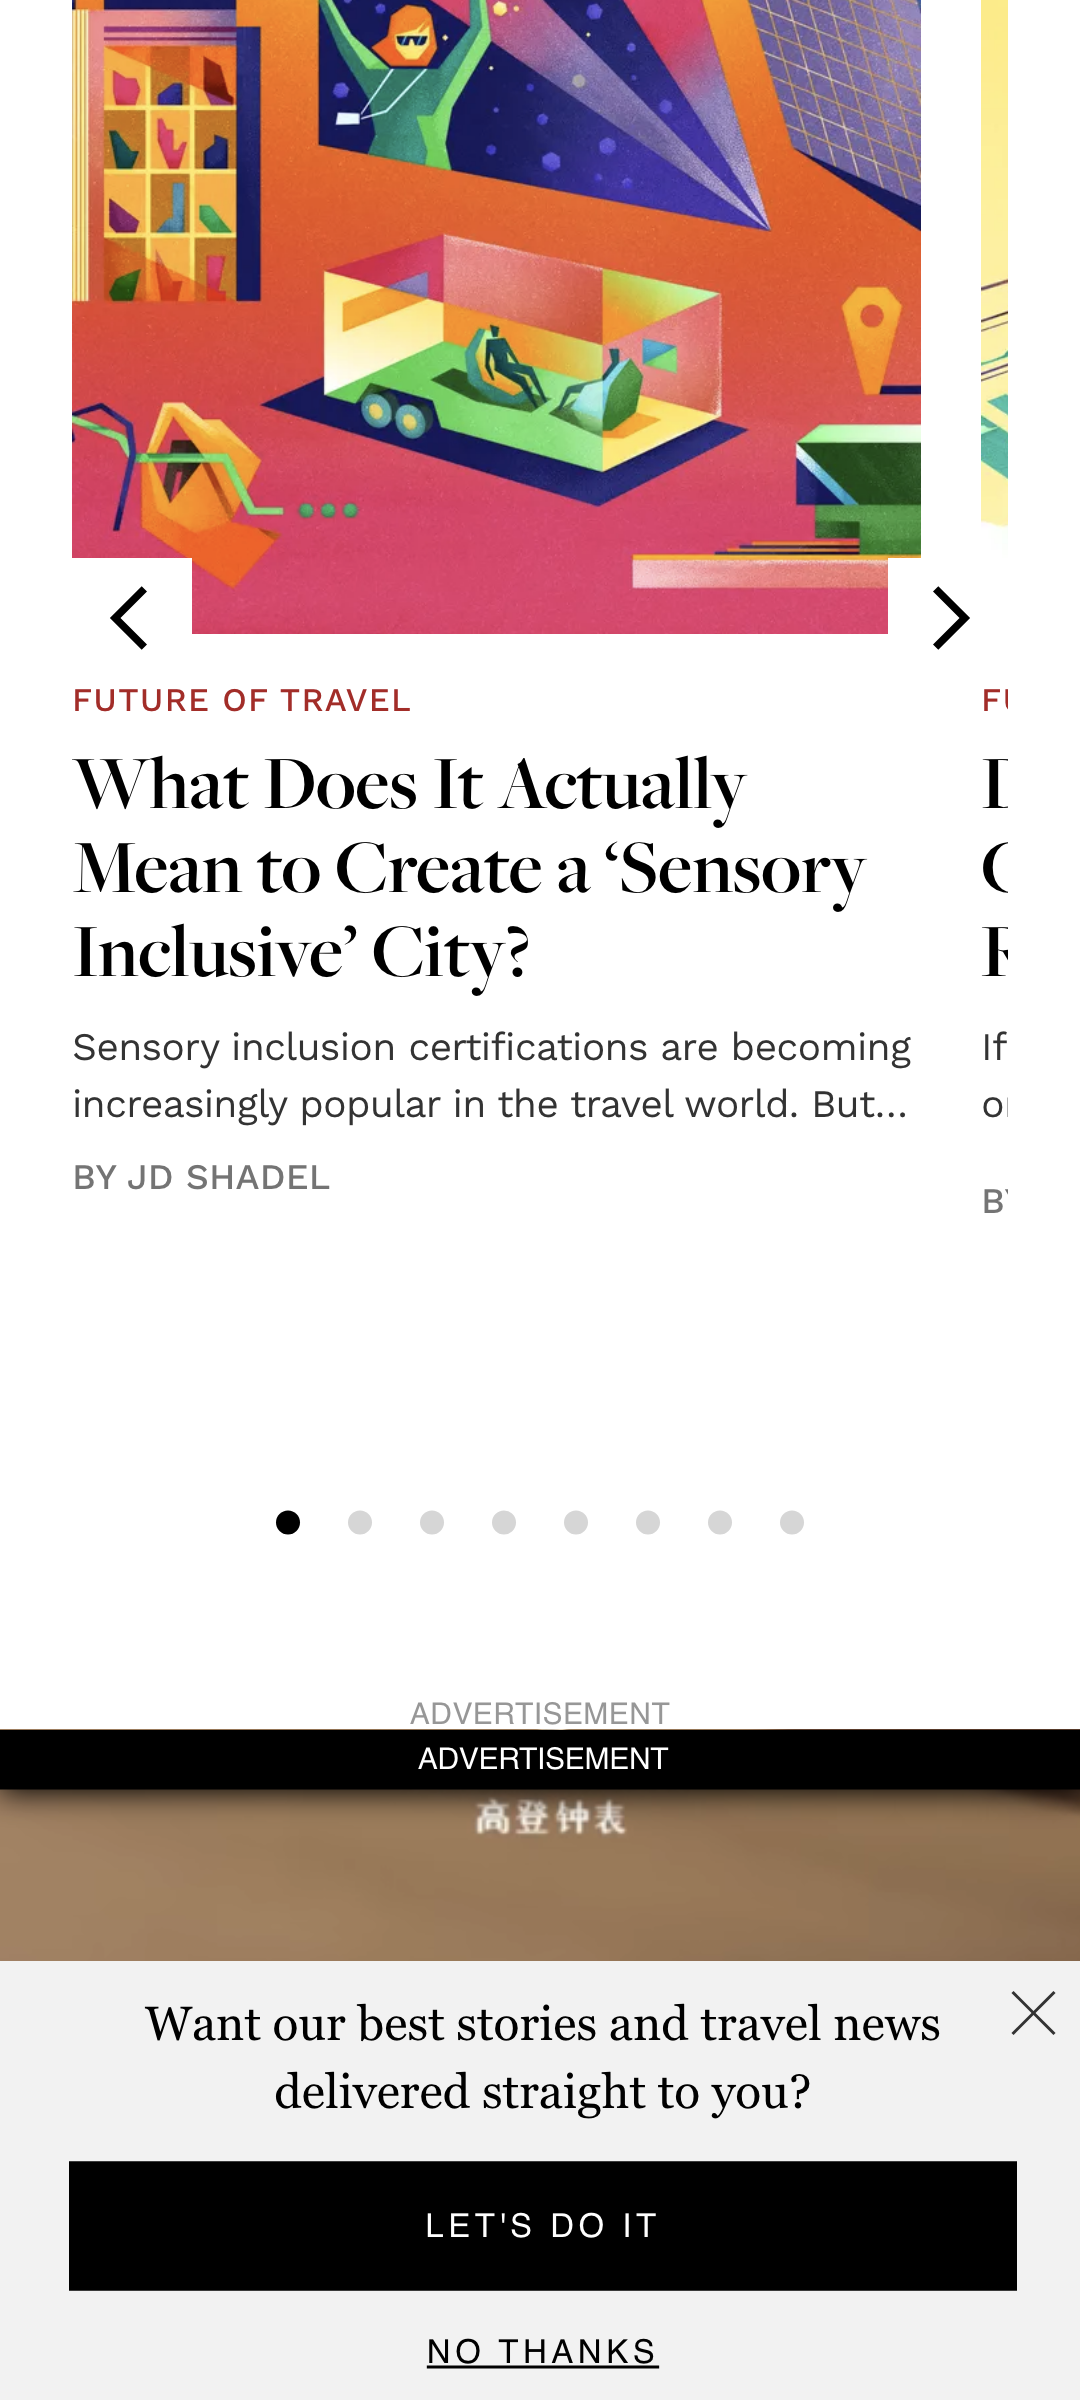 FUTURE OF TRAVEL
What Does It Actually
Mean to Create a ‘Sensory
Inclusive’ City?
Sensory inclusion certifications are becoming
increasingly popular in the travel world. But...
BY JD SHADEL
If
ADVERTISEMENT
ADVERTISEMENT
高登钟表
Want our best stories and travel news
delivered straight to you?
LET'S DO IT
NO THANKS